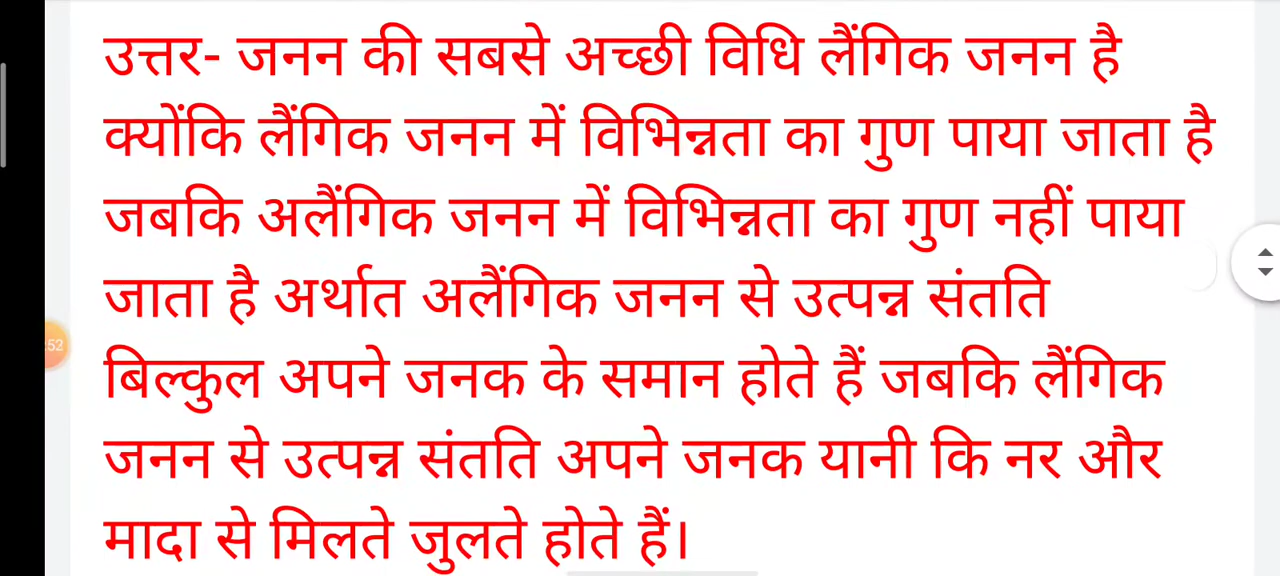 उत्तर- जनन की सबसे अच्छी विधि लैंगिक जनन है
क्योंकि लैंगिक जनन में विभिन्नता का गुण पाया जाता है
जबकि अलैंगिक जनन में विभिन्नता का गुण नहीं पाया
जाता है अर्थात अलैंगिक जनन से उत्पन्न संतति
बिल्कुल अपने जनक के समान होते हैं जबकि लैंगिक
जनन से उत्पन्न संतति अपने जनक यानी कि नर और
मादा से मिलते जुलते होते हैं।
:52